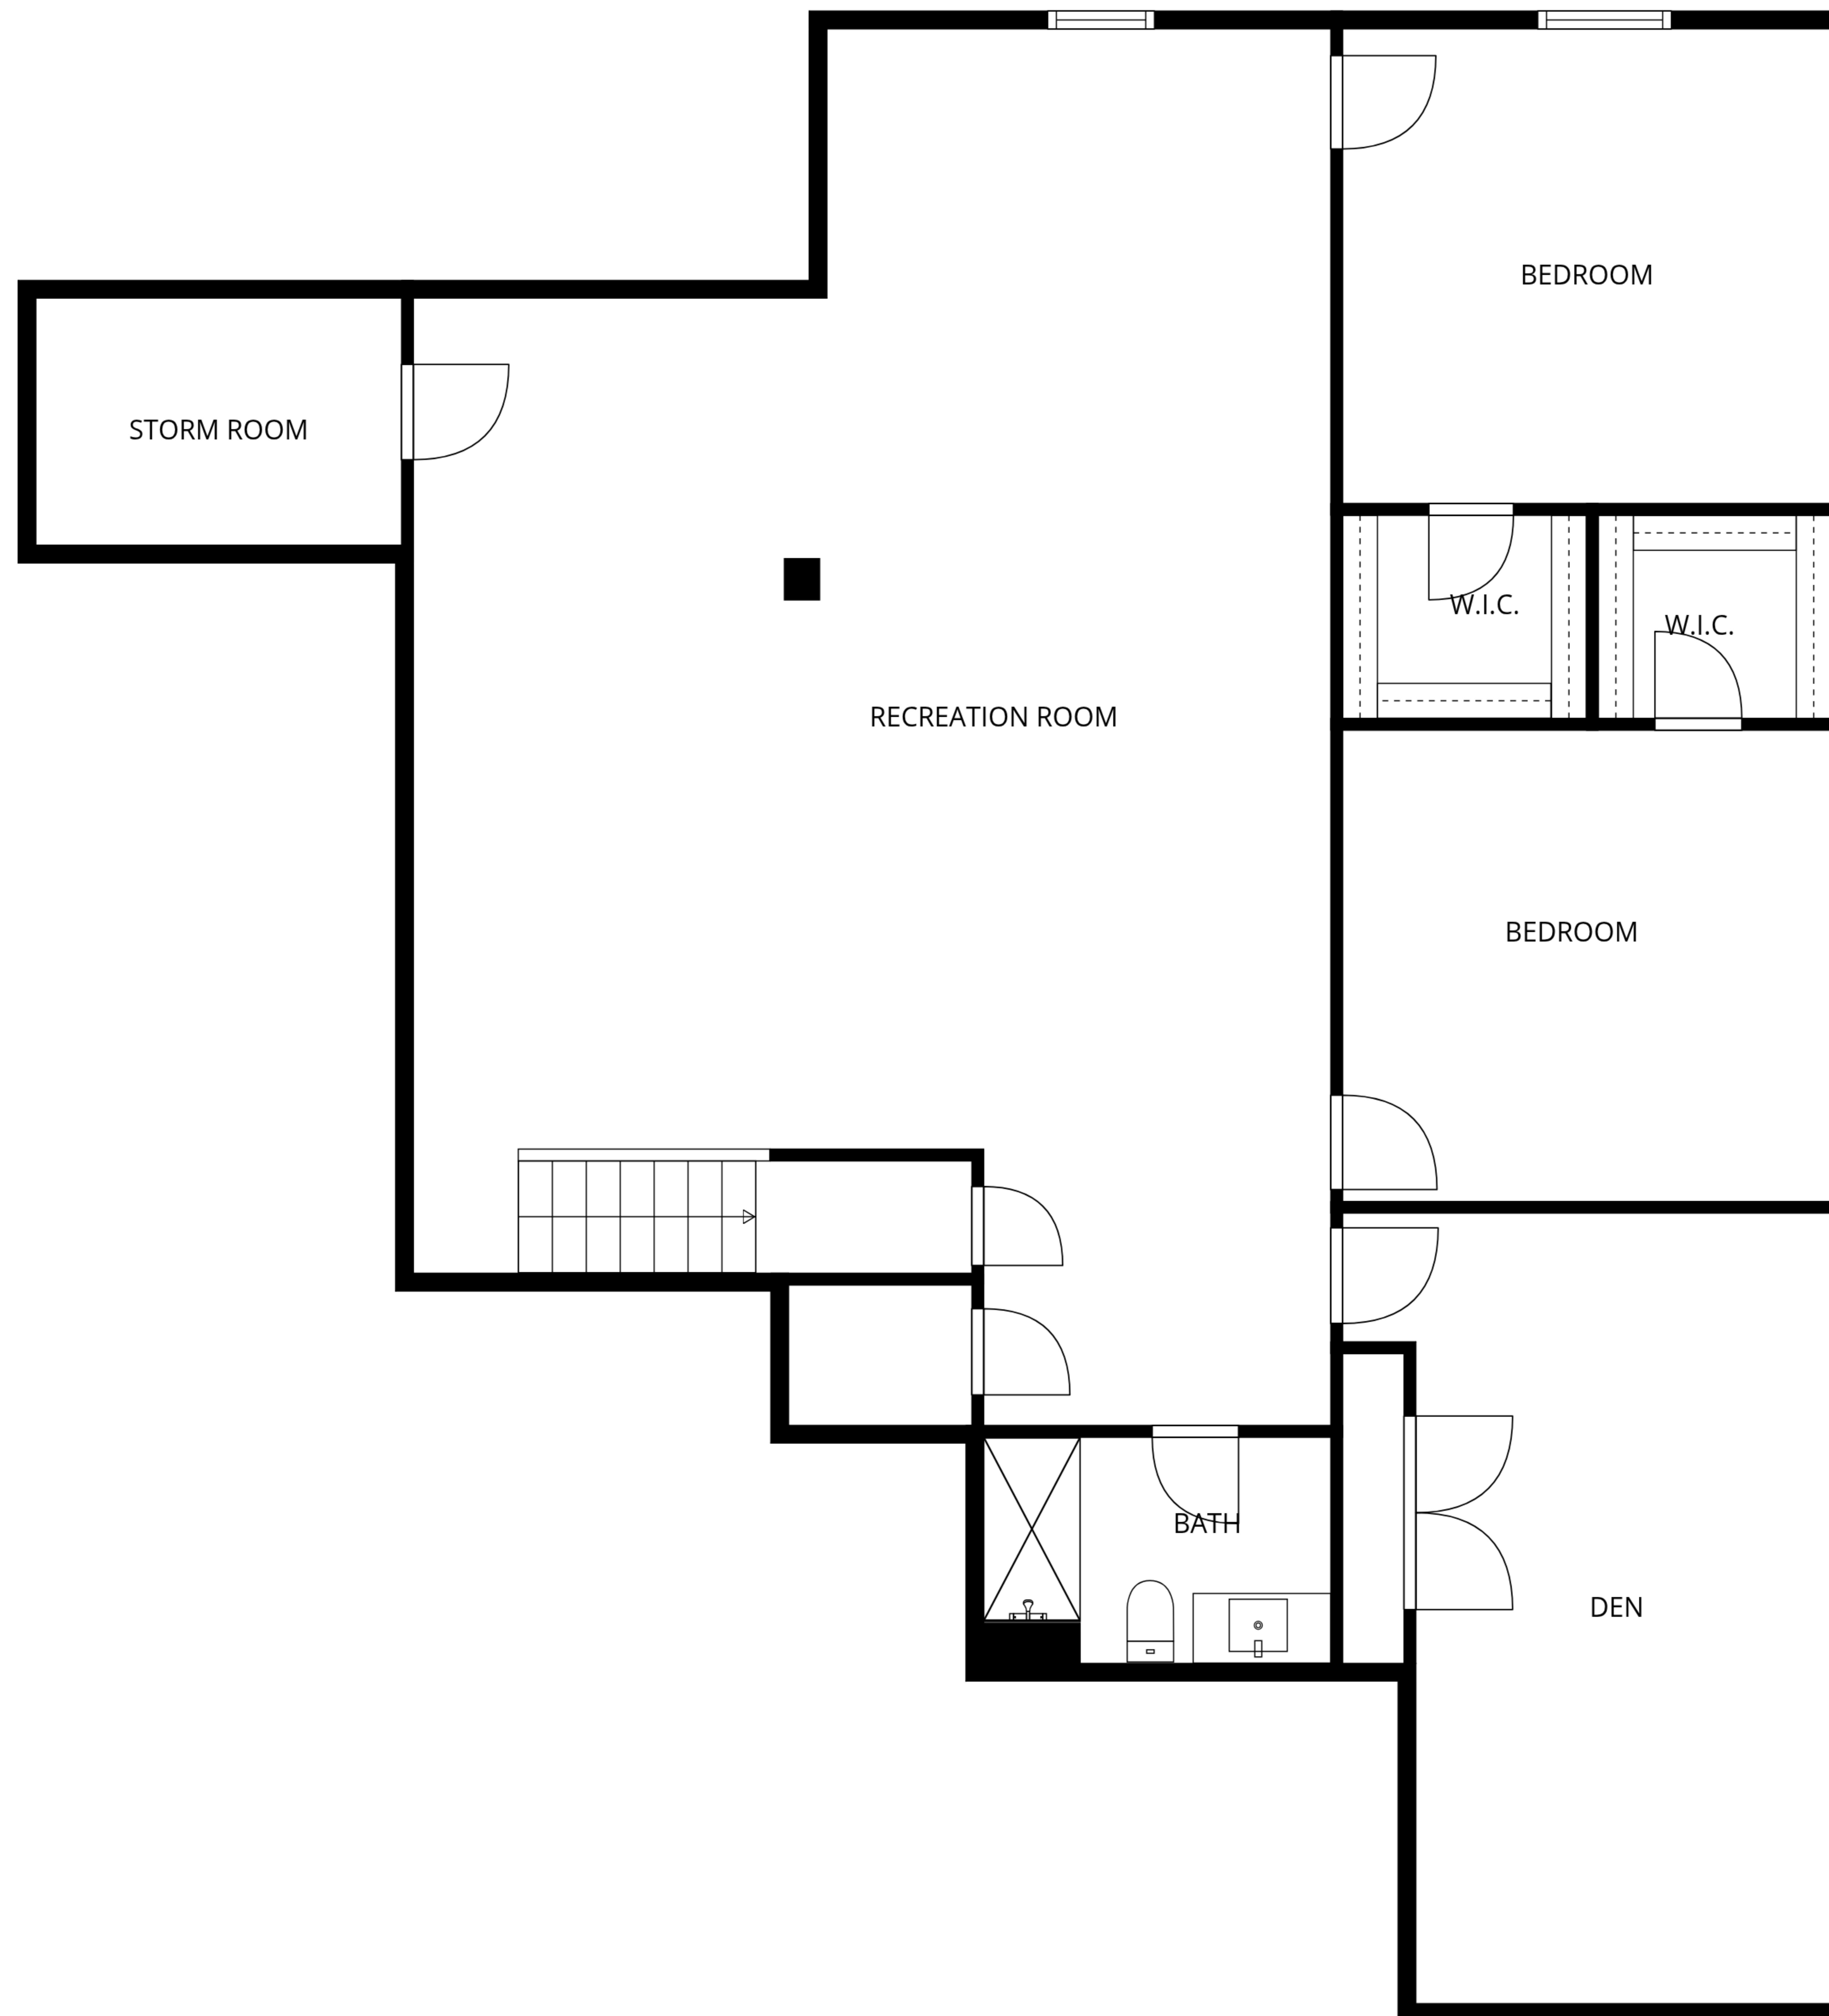 BEDROOM
STORM ROOM
W.I.C.
W.I.C.
RECREATION ROOM
BEDROOM
BATH
DEN